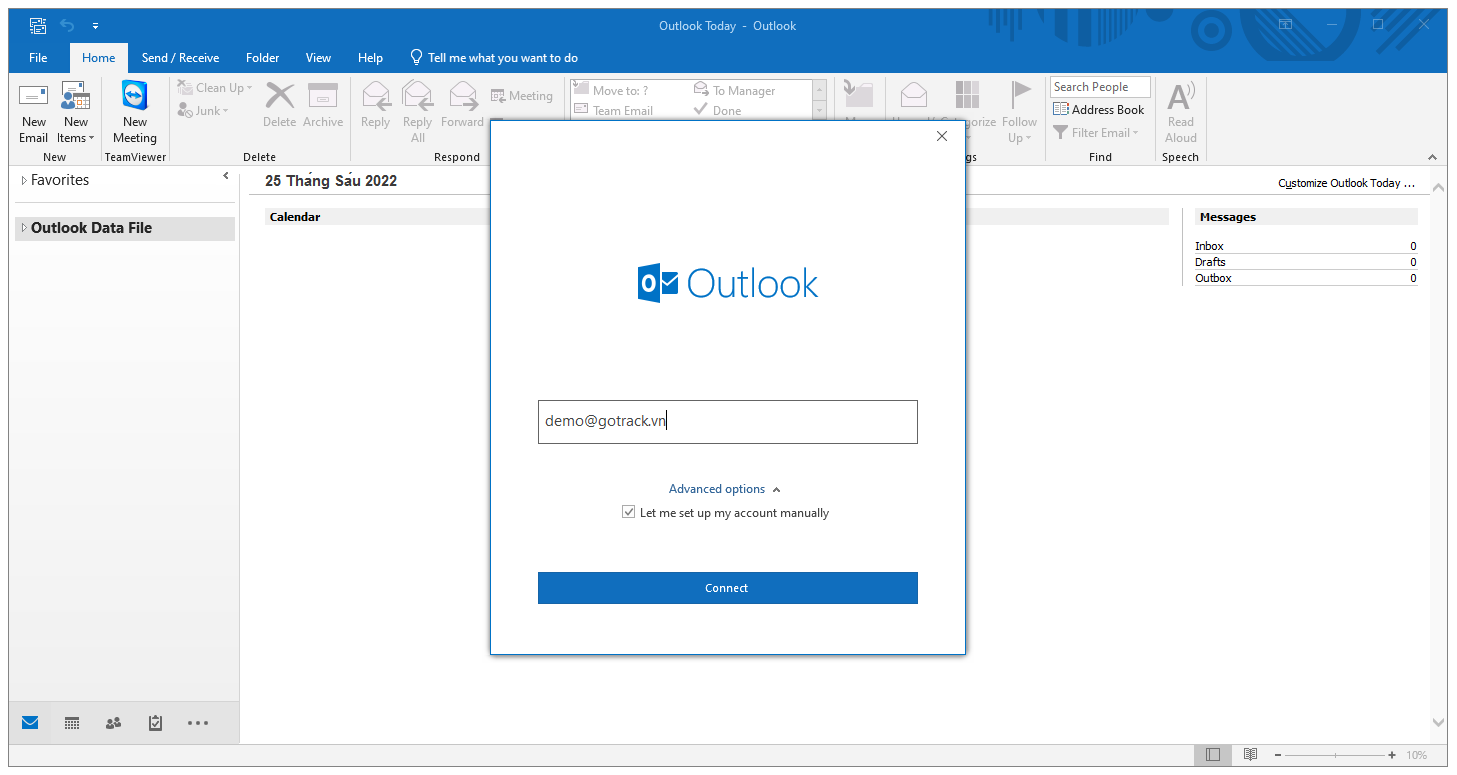 Outlook Today - Outlook
File Home Send / Receive Folder View Help Tell me what you want to do
New Email
New Items
New
New Meeting
TeamViewer
Clean Up
Junk
Delete Archive
Delete
Reply
Reply All
Forward
Meeting
Respond
Move to: ?
Team Email
To Manager
Done
Follow Up
Search People
Address Book
Filter Email
Find
Read Aloud
Speech
Favorites
Outlook Data File
25 Tháng Sáu 2022
Customize Outlook Today ...
Calendar
Messages
Inbox 0
Drafts 0
Outbox 0
Outlook
demo@gotrack.vn
Advanced options
Let me set up my account manually
Connect
10%